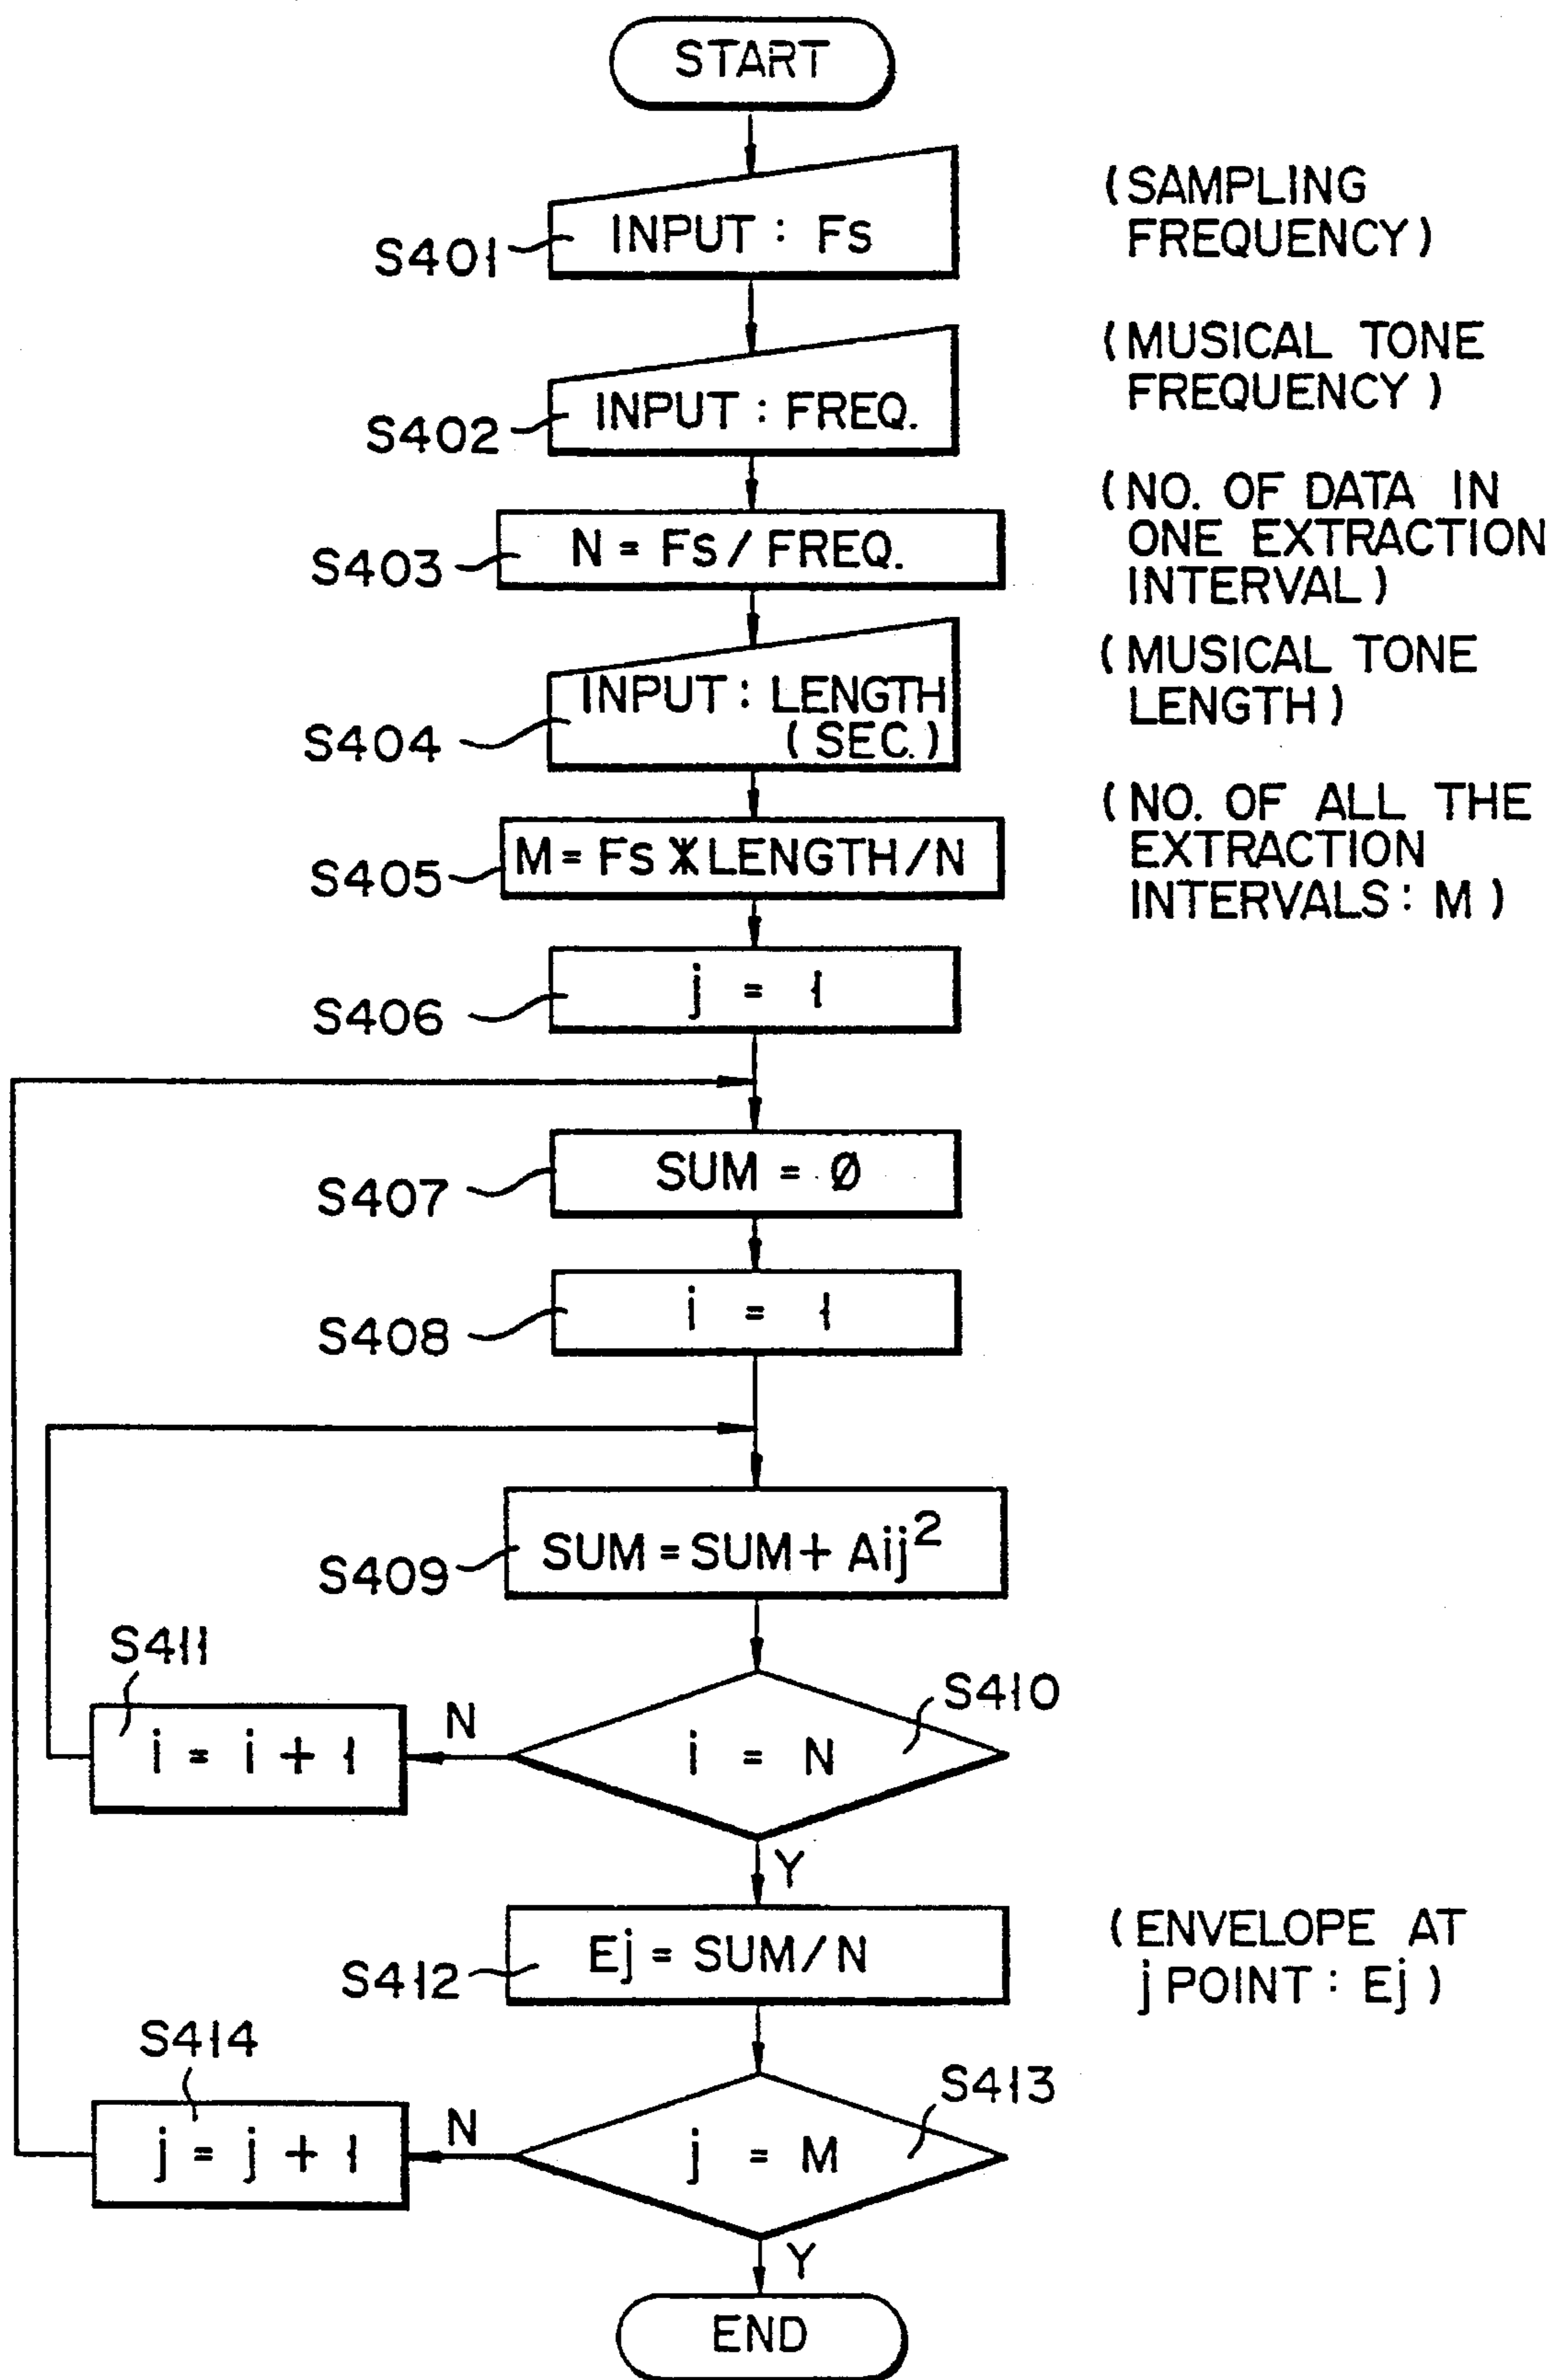 START
INPUT : Fs
S401
(SAMPLING
FREQUENCY)
INPUT : FREQ.
S402
(MUSICAL TONE
FREQUENCY)
N = Fs / FREQ.
S403
(NO. OF DATA IN
ONE EXTRACTION
INTERVAL)
INPUT : LENGTH
(SEC.)
S404
(MUSICAL TONE
LENGTH)
M = Fs * LENGTH/N
S405
(NO. OF ALL THE
EXTRACTION
INTERVALS : M)
j = 1
S406
SUM = Ø
S407
i = 1
S408
SUM = SUM + Aij²
S409
S411
i = i + 1
N
S410
i = N
Y
Ej = SUM/N
S412
(ENVELOPE AT
j POINT : Ej)
S414
j = j + 1
N
S413
j = M
Y
END